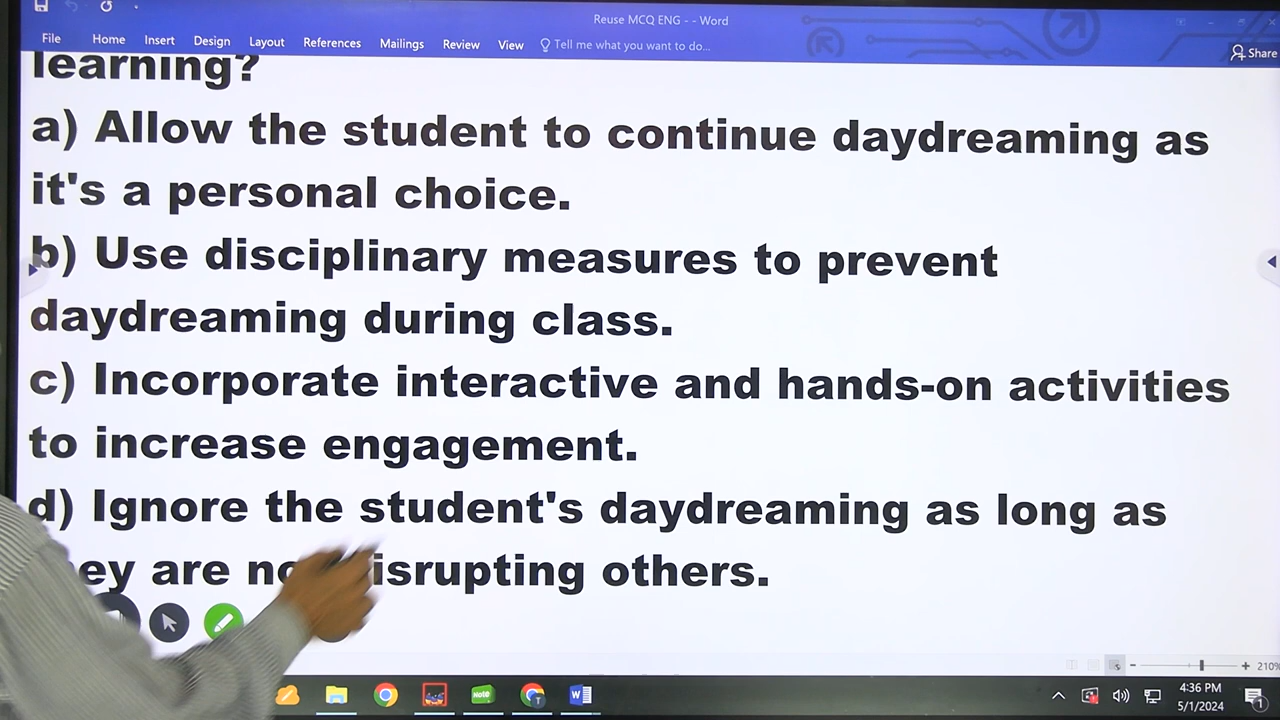 Reuse MCQ ENG - - Word
File Home Insert Design Layout References Mailings Review View Tell me what you want to do... Share
learning?
a) Allow the student to continue daydreaming as
it's a personal choice.
b) Use disciplinary measures to prevent
daydreaming during class.
c) Incorporate interactive and hands-on activities
to increase engagement.
d) Ignore the student's daydreaming as long as
are isrupting others.
210%
Note
4:36 PM
5/1/2024